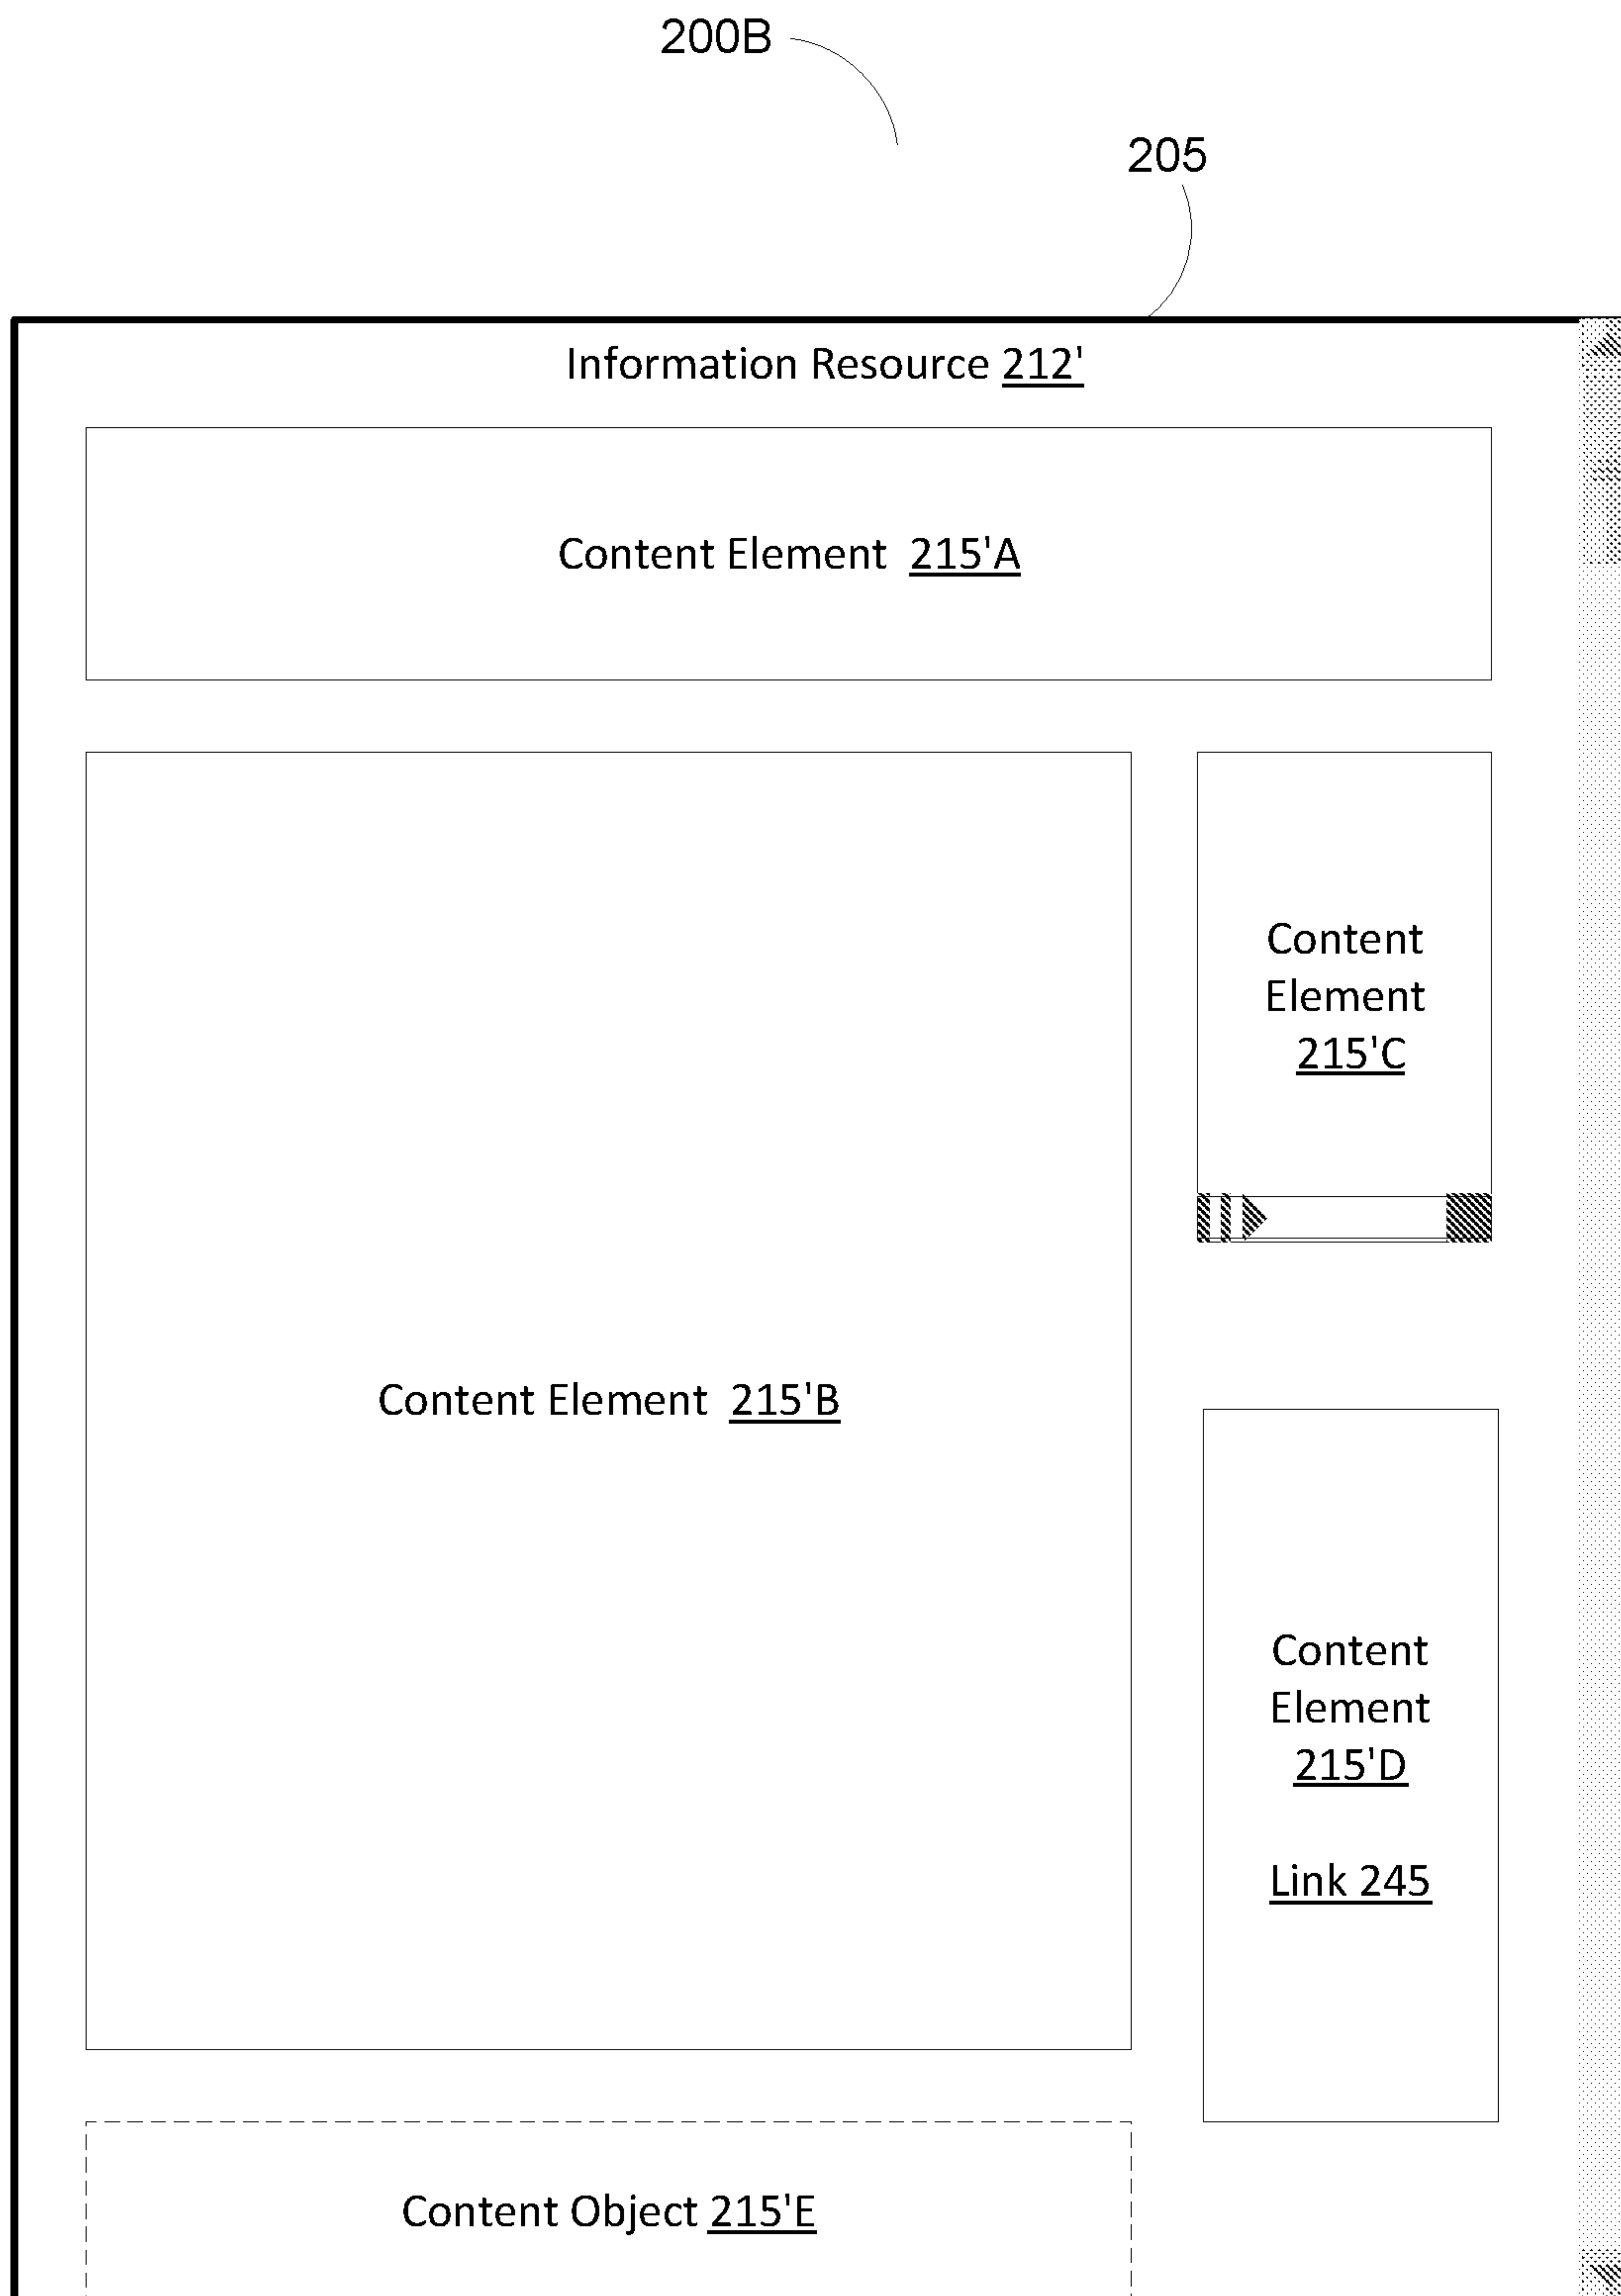 200B
205
Information Resource 212'
Content Element 215'A
Content
Element
215'C
Content Element 215'B
Content
Element
215'D
Link 245
Content Object 215'E